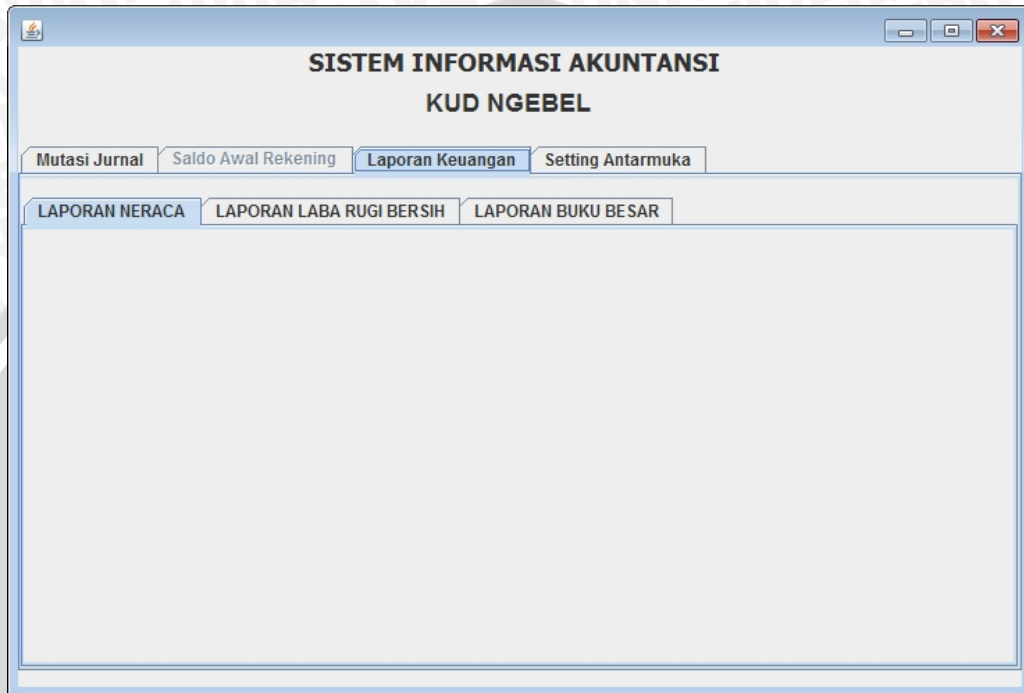 SISTEM INFORMASI AKUNTANSI
KUD NGEBEL
Mutasi Jurnal Saldo Awal Rekening Laporan Keuangan Setting Antarmuka
LAPORAN NERACA LAPORAN LABA RUGI BERSIH LAPORAN BUKU BESAR